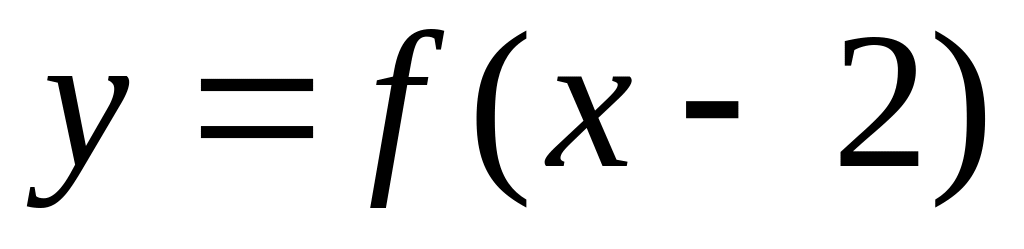 y = f (x - 2)